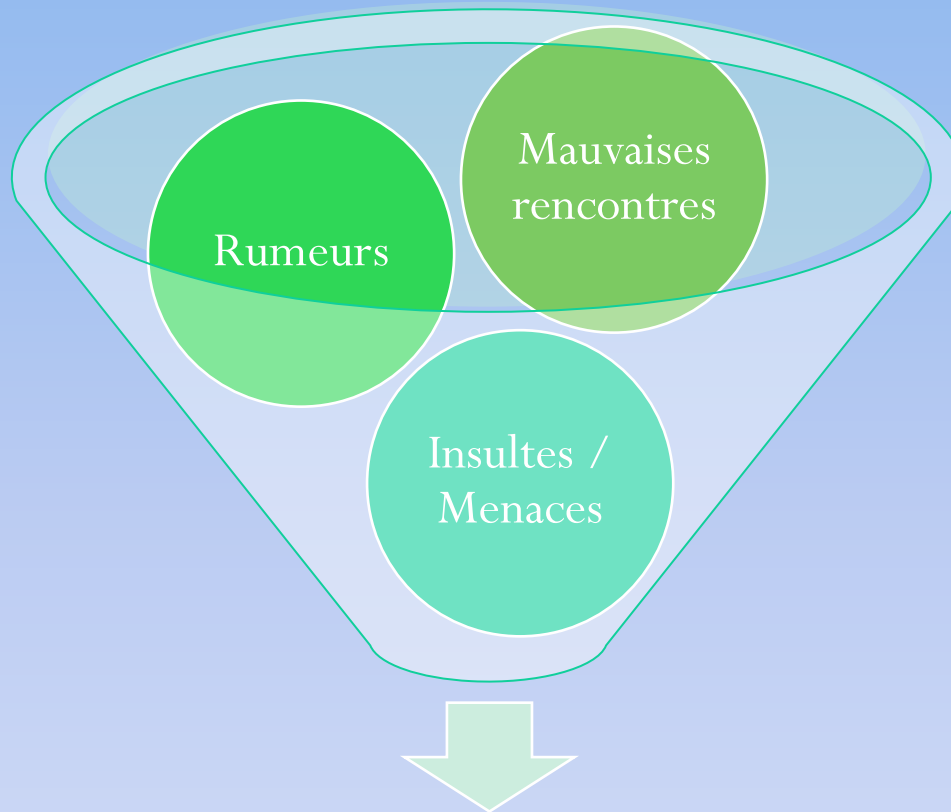 Mauvaises
rencontres
Rumeurs
Insultes /
Menaces